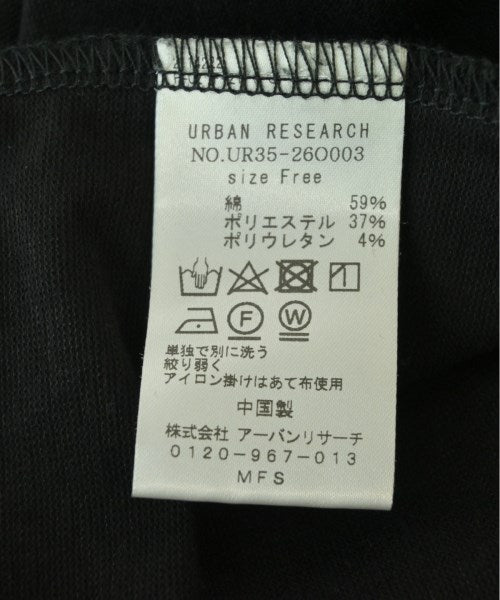 URBAN RESEARCH
NO.UR35-26O003
size Free
綿 59%
ポリエステル 37%
ポリウレタン 4%
F W
単独で別に洗う
絞り弱く
アイロン掛けはあて布使用
中国製
株式会社 アーバンリサーチ
0120-967-013
MFS